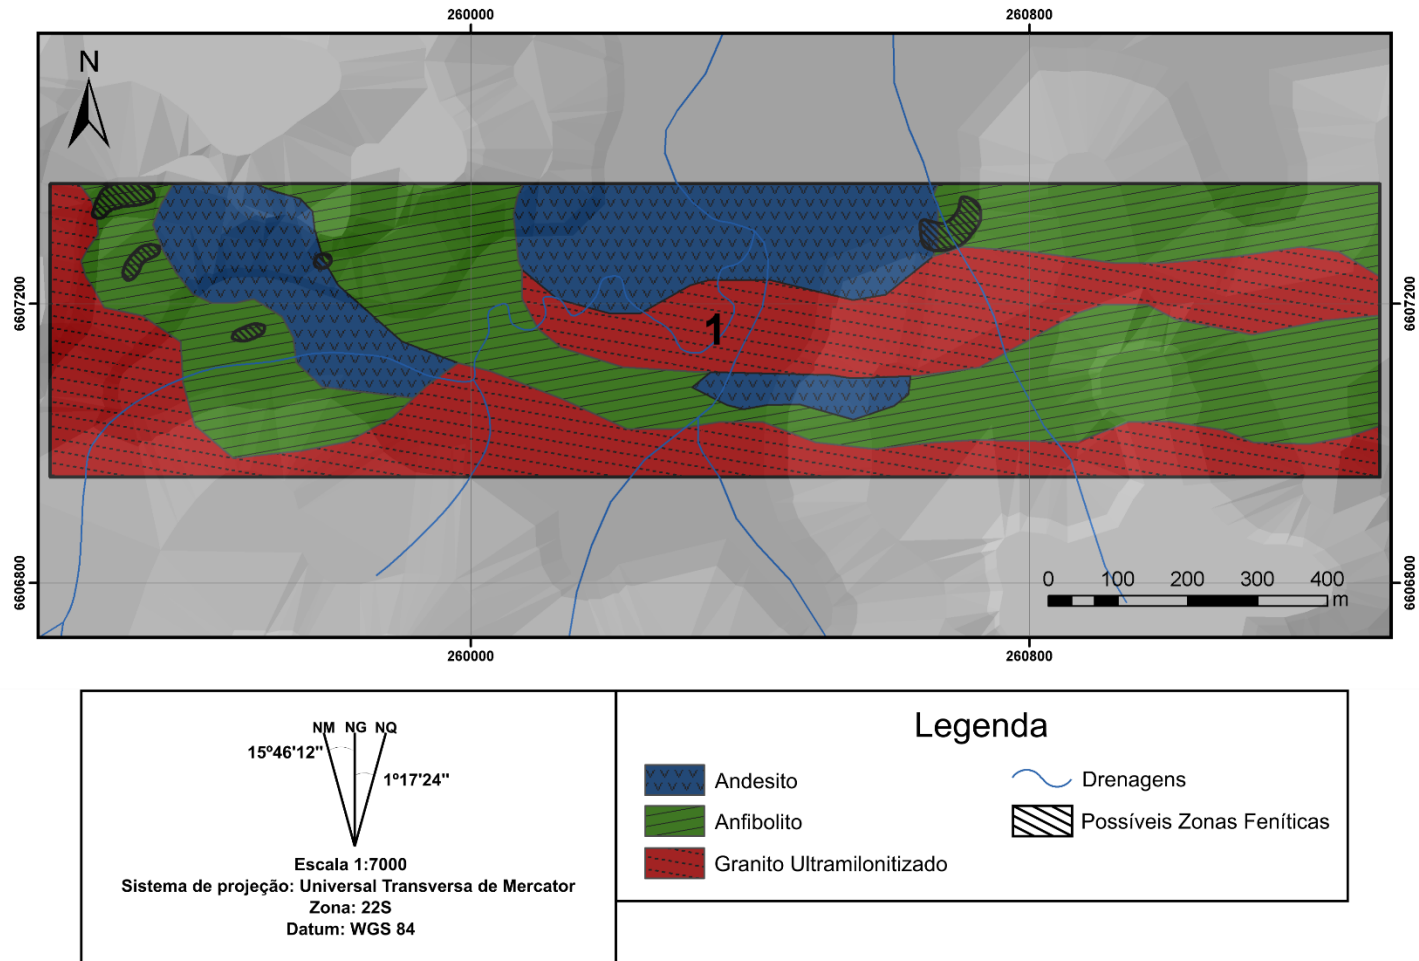 260000 260800
N
6607200 6607200
1
6606800 6606800
0 100 200 300 400
m
260000 260800
NM NG NQ
15º46'12"
1º17'24"
Escala 1:7000
Sistema de projeção: Universal Transversa de Mercator
Zona: 22S
Datum: WGS 84
Legenda
Andesito
Anfibolito
Granito Ultramilonitizado
Drenagens
Possíveis Zonas Feníticas